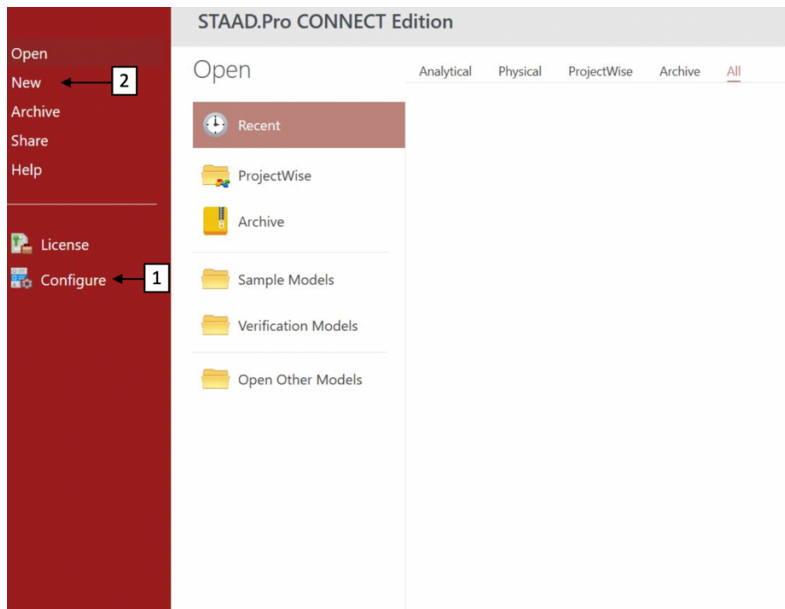 STAAD.Pro CONNECT Edition
Open
New
2
Archive
Share
Help
License
Configure
1
Open
Analytical Physical ProjectWise Archive All
Recent
ProjectWise
Archive
Sample Models
Verification Models
Open Other Models